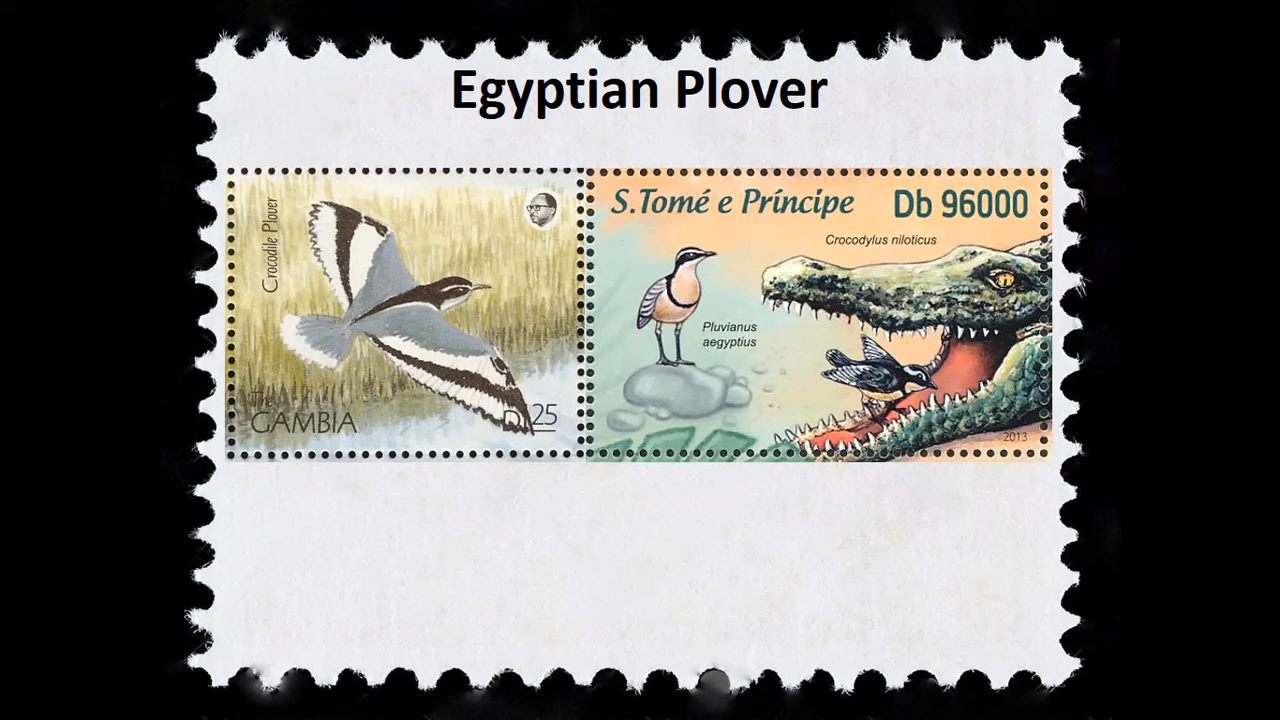 Egyptian Plover
Crocodile Plover
The
GAMBIA
D1.25
S.Tomé e Príncipe
Db 96000
Crocodylus niloticus
Pluvianus
aegyptius
2013